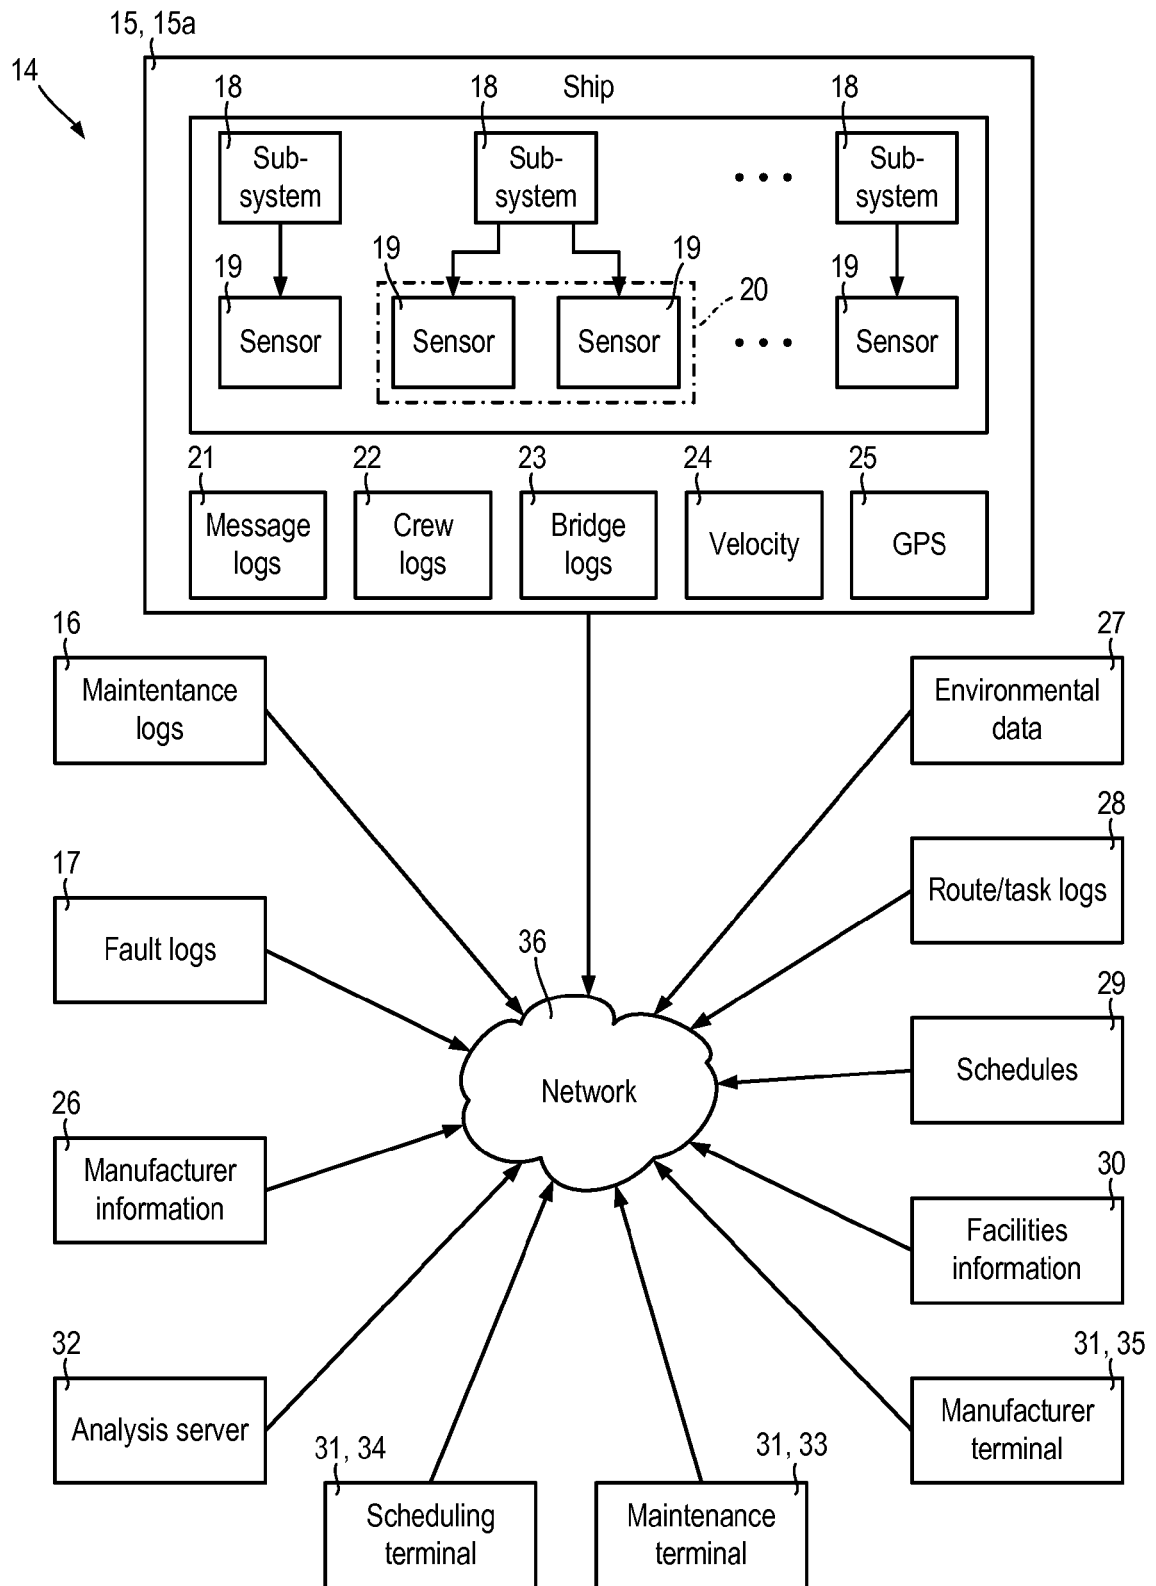 15, 15a
14
18
18
Ship
18
Sub-
system
Sub-
system
Sub-
system
19
19
19
20
19
Sensor
Sensor
Sensor
Sensor
21
22
23
24
25
Message
logs
Crew
logs
Bridge
logs
Velocity
GPS
16
Maintentance
logs
27
Environmental
data
28
Route/task logs
17
Fault logs
36
Network
29
Schedules
26
Manufacturer
information
30
Facilities
information
32
Analysis server
31, 34
Scheduling
terminal
31, 33
Maintenance
terminal
31, 35
Manufacturer
terminal